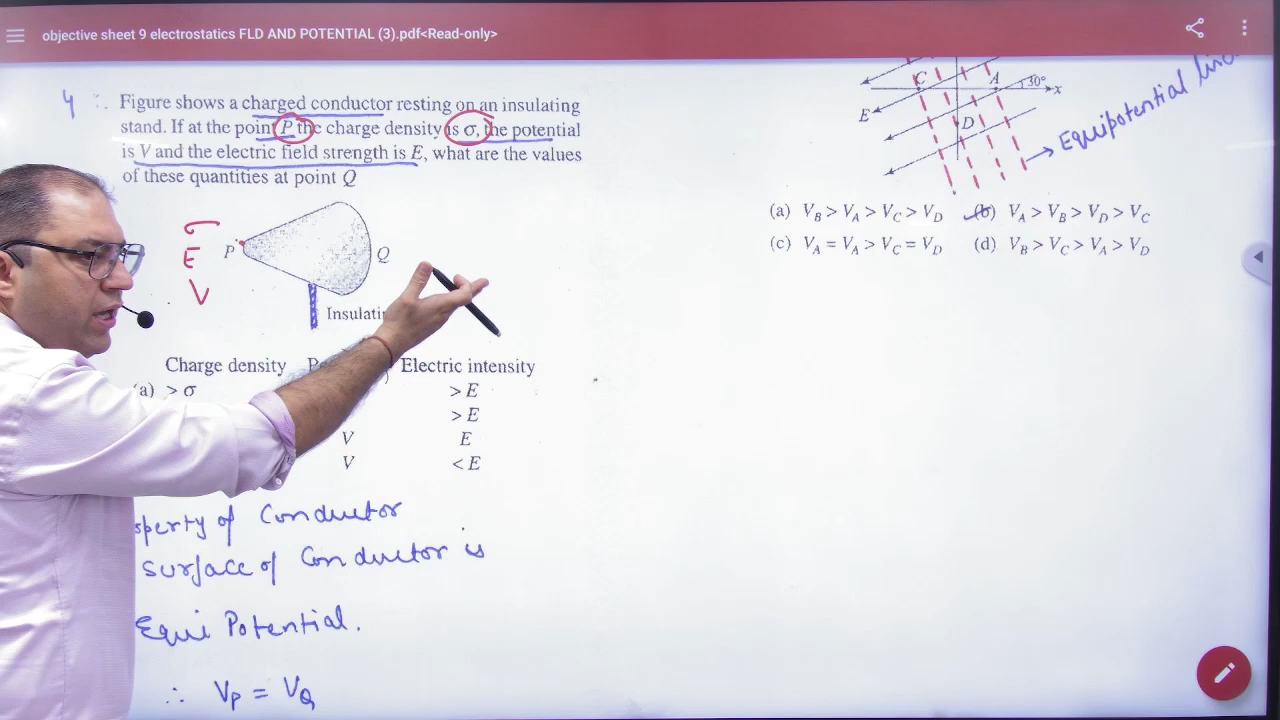 objective sheet 9 electrostatics FLD AND POTENTIAL (3).pdf<Read-only>
4
Figure shows a charged conductor resting on an insulating
stand. If at the point P the charge density is σ, the potential
is V and the electric field strength is E, what are the values
of these quantities at point Q
σ
E
V
P
Q
Insulati
Charge density P Electric intensity
(a) > σ > E
> E
V E
V < E
operty of Conductor
surface of Conductor is
Equi Potential.
∴ VP = VQ
C
A
30°
x
E
D
Equipotential
(a) VB > VA > VC > VD (b) VA > VB > VD > VC
(c) VA = VA > VC = VD (d) VB > VC > VA > VD